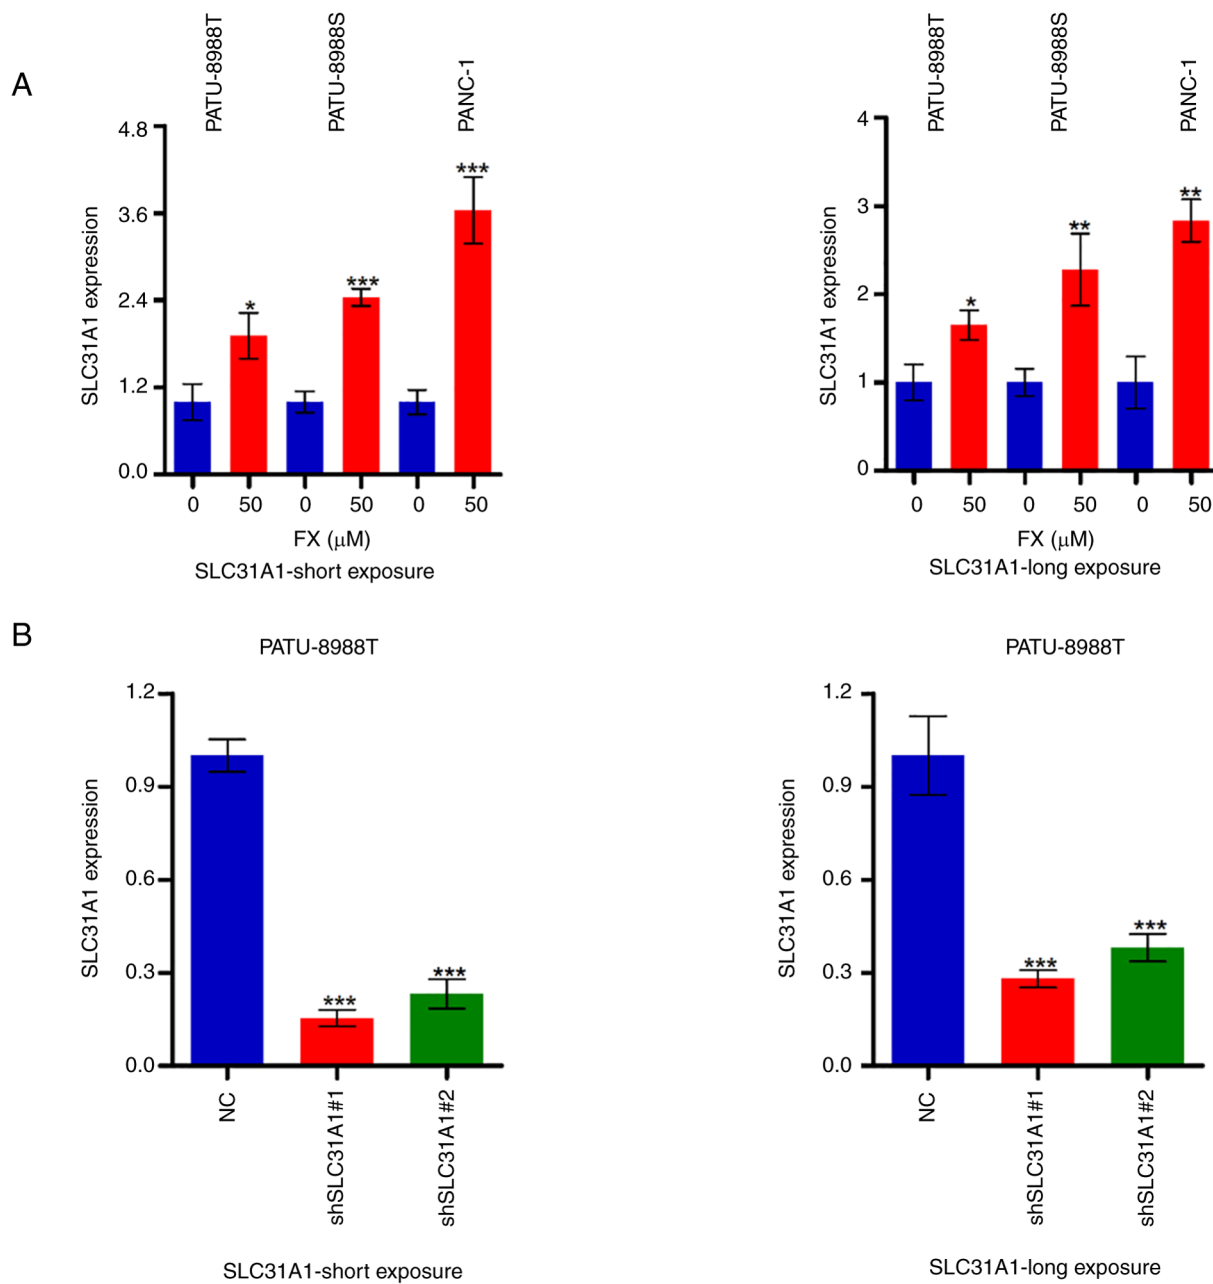 A
PATU-8988T
PATU-8988S
PANC-1
4.8
3.6
2.4
1.2
0.0
SLC31A1 expression
*
***
***
0 50 0 50 0 50
FX (μM)
SLC31A1-short exposure
PATU-8988T
PATU-8988S
PANC-1
4
3
2
1
0
SLC31A1 expression
*
**
**
0 50 0 50 0 50
FX (μM)
SLC31A1-long exposure
B
PATU-8988T
1.2
0.9
0.6
0.3
0.0
SLC31A1 expression
***
***
NC
shSLC31A1#1
shSLC31A1#2
SLC31A1-short exposure
PATU-8988T
1.2
0.9
0.6
0.3
0.0
SLC31A1 expression
***
***
NC
shSLC31A1#1
shSLC31A1#2
SLC31A1-long exposure